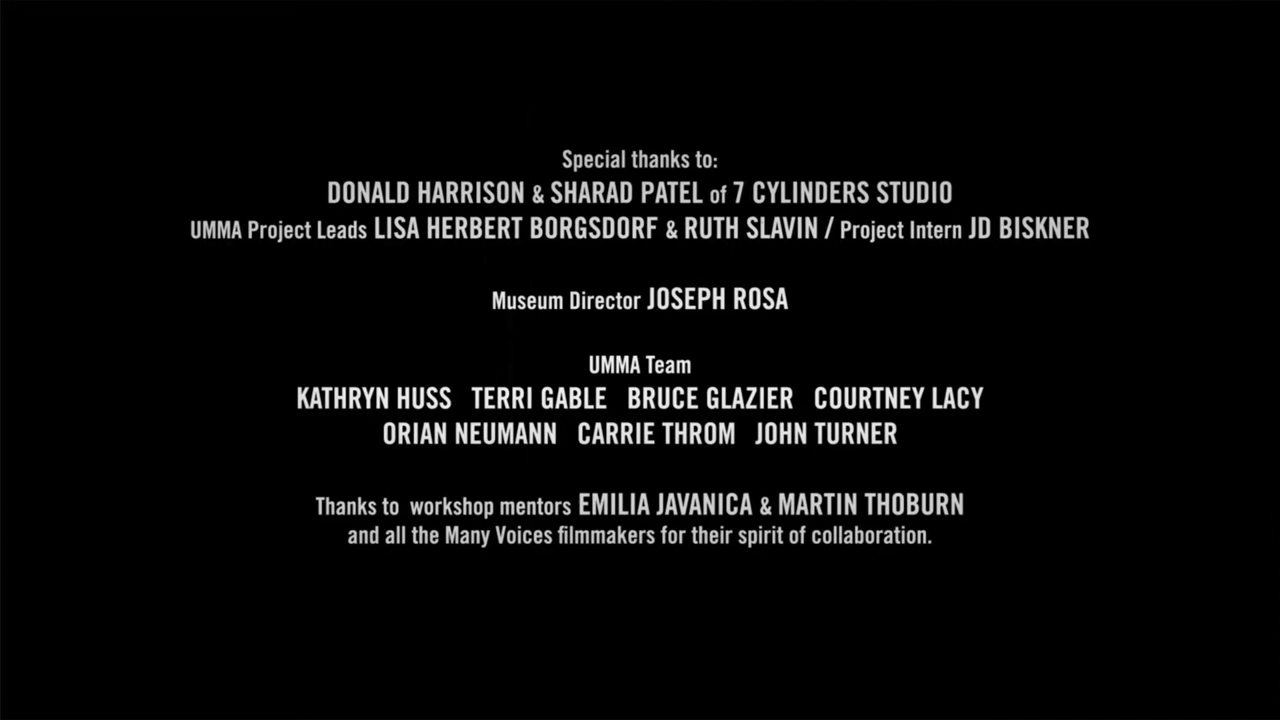 Special thanks to:
DONALD HARRISON & SHARAD PATEL of 7 CYLINDERS STUDIO
UMMA Project Leads LISA HERBERT BORGSDORF & RUTH SLAVIN / Project Intern JD BISKNER
Museum Director JOSEPH ROSA
UMMA Team
KATHRYN HUSS TERRI GABLE BRUCE GLAZIER COURTNEY LACY
ORIAN NEUMANN CARRIE THROM JOHN TURNER
Thanks to workshop mentors EMILIA JAVANICA & MARTIN THOBURN
and all the Many Voices filmmakers for their spirit of collaboration.